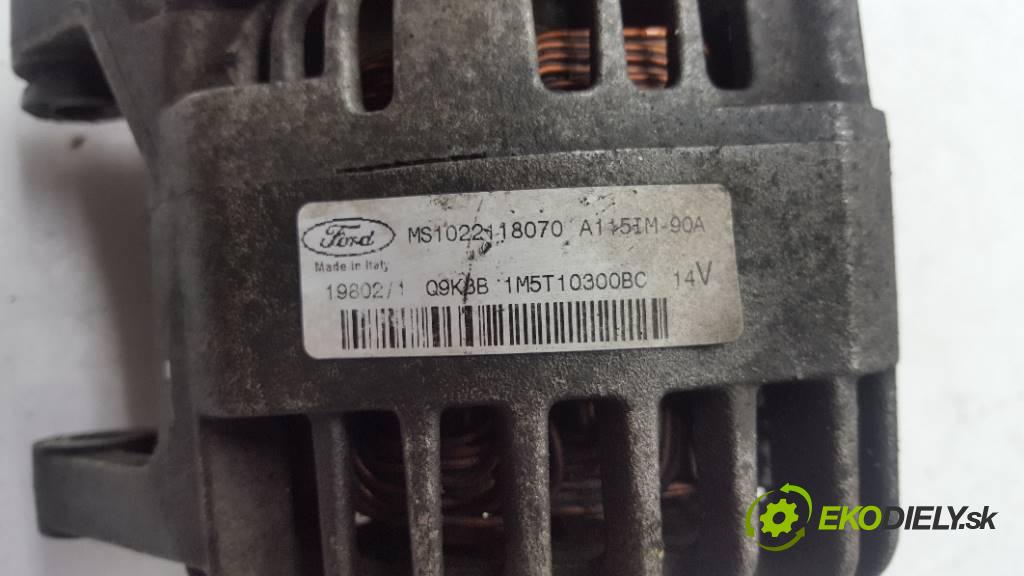 Ford MS1022118070 A115IM-90A
Made in Italy
19802/1 Q9K3B 1M5T10300BC 14V
EKODIELY.sk